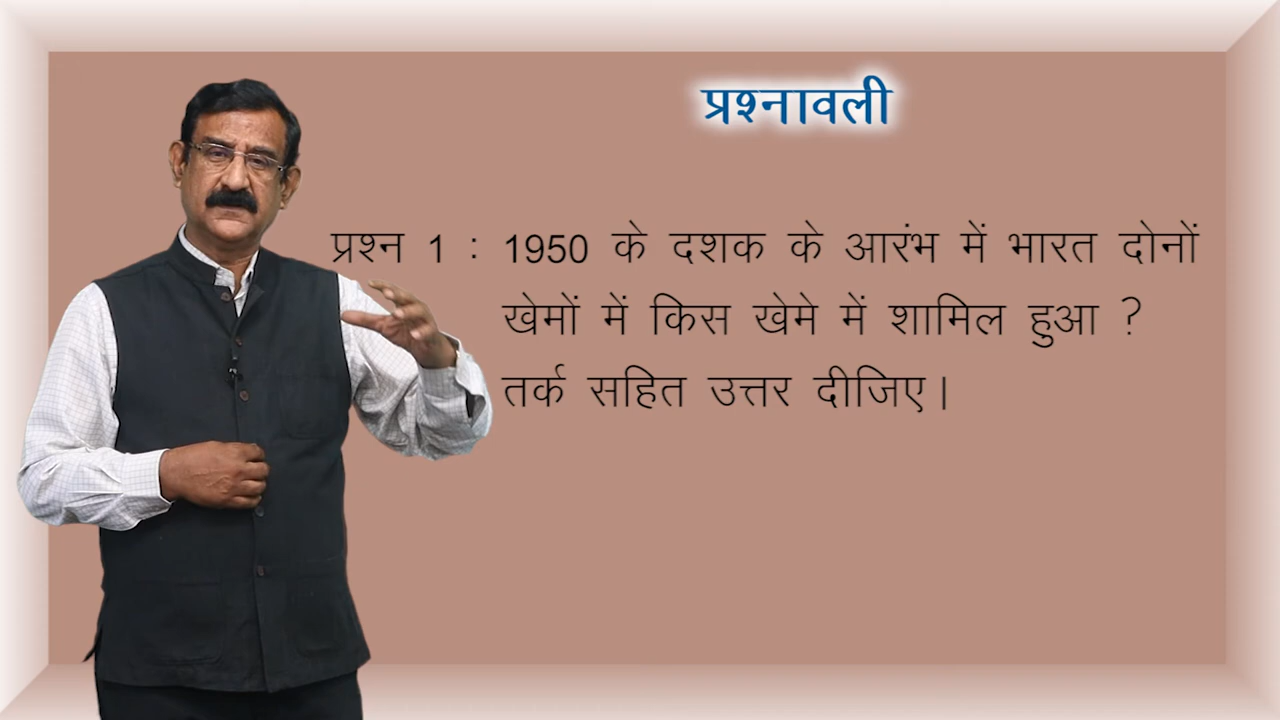 प्रश्नावली
प्रश्न 1 : 1950 के दशक के आरंभ में भारत दोनों
खेमों में किस खेमे में शामिल हुआ ?
तर्क सहित उत्तर दीजिए।